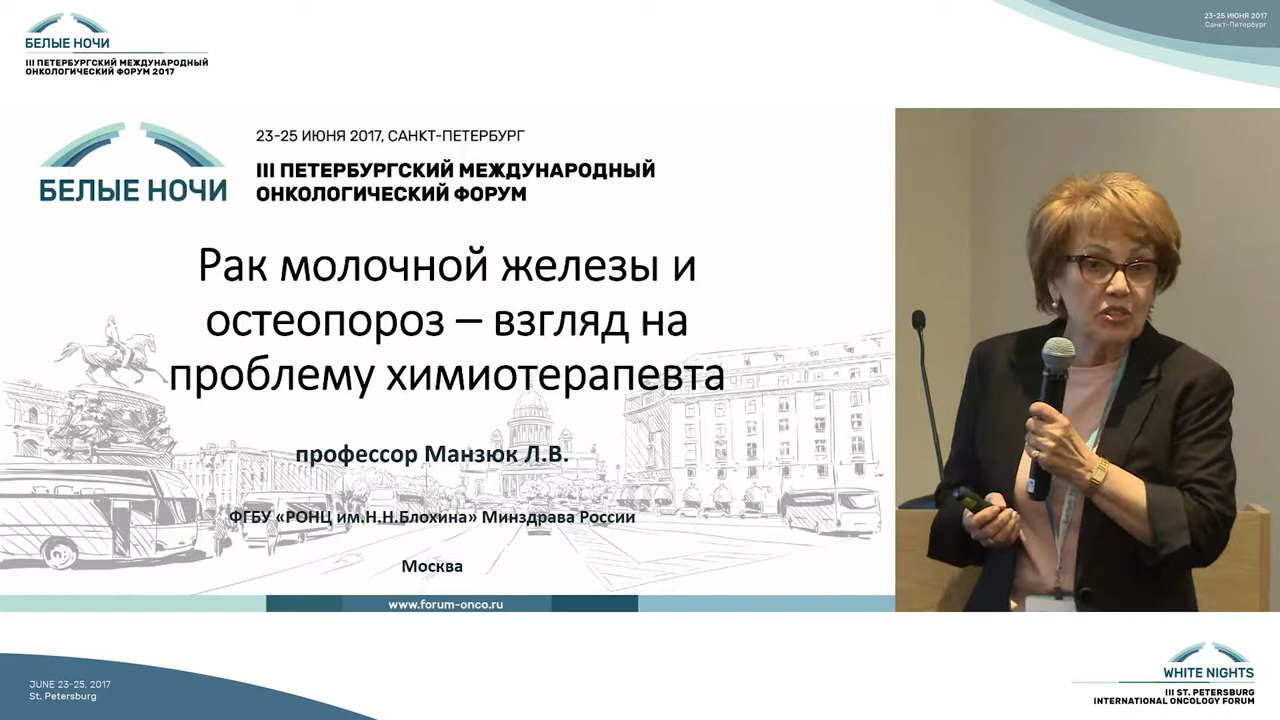 БЕЛЫЕ НОЧИ
III ПЕТЕРБУРГСКИЙ МЕЖДУНАРОДНЫЙ
ОНКОЛОГИЧЕСКИЙ ФОРУМ 2017
23-25 ИЮНЯ 2017
Санкт-Петербург
БЕЛЫЕ НОЧИ
23-25 ИЮНЯ 2017, САНКТ-ПЕТЕРБУРГ
III ПЕТЕРБУРГСКИЙ МЕЖДУНАРОДНЫЙ
ОНКОЛОГИЧЕСКИЙ ФОРУМ
Рак молочной железы и
остеопороз – взгляд на
проблему химиотерапевта
профессор Манзюк Л.В.
ФГБУ «РОНЦ им.Н.Н.Блохина» Минздрава России
Москва
www.forum-onco.ru
JUNE 23-25, 2017
St. Petersburg
WHITE NIGHTS
III ST. PETERSBURG
INTERNATIONAL ONCOLOGY FORUM